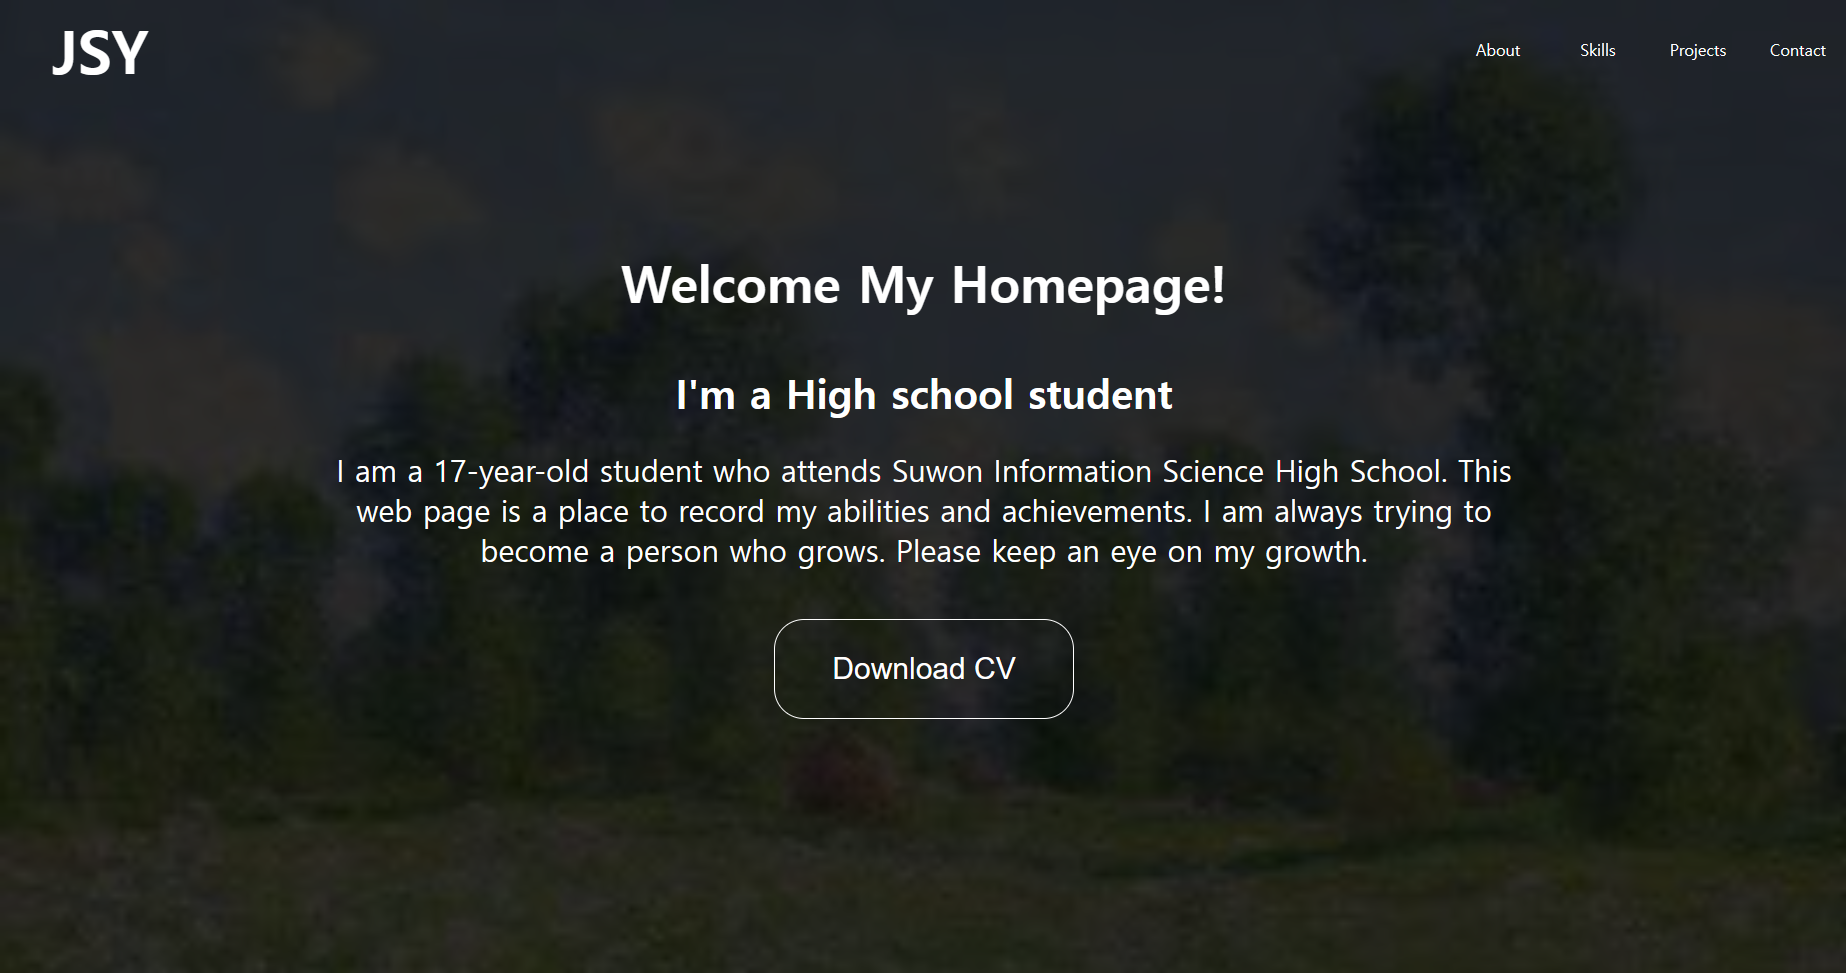 JSY
About
Skills
Projects
Contact
Welcome My Homepage!
I'm a High school student
I am a 17-year-old student who attends Suwon Information Science High School. This
web page is a place to record my abilities and achievements. I am always trying to
become a person who grows. Please keep an eye on my growth.
Download CV